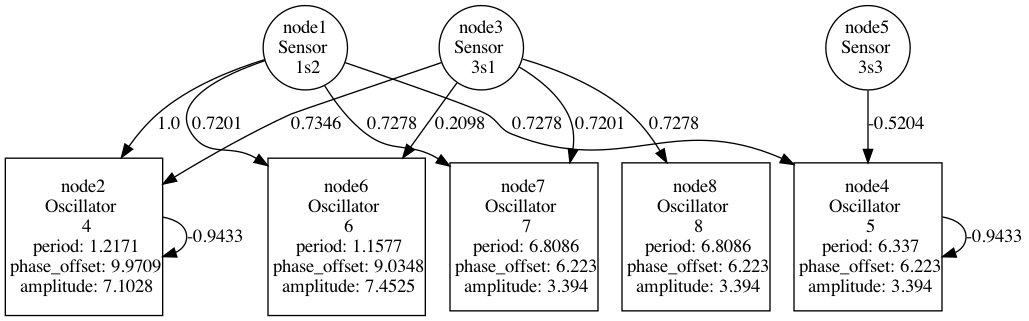 node1
Sensor
1s2
node3
Sensor
3s1
node5
Sensor
3s3
1.0
0.7201
0.7346
0.7278
0.2098
0.7278
0.7201
0.7278
-0.5204
node2
Oscillator
4
period: 1.2171
phase_offset: 9.9709
amplitude: 7.1028
-0.9433
node6
Oscillator
6
period: 1.1577
phase_offset: 9.0348
amplitude: 7.4525
node7
Oscillator
7
period: 6.8086
phase_offset: 6.223
amplitude: 3.394
node8
Oscillator
8
period: 6.8086
phase_offset: 6.223
amplitude: 3.394
node4
Oscillator
5
period: 6.337
phase_offset: 6.223
amplitude: 3.394
-0.9433